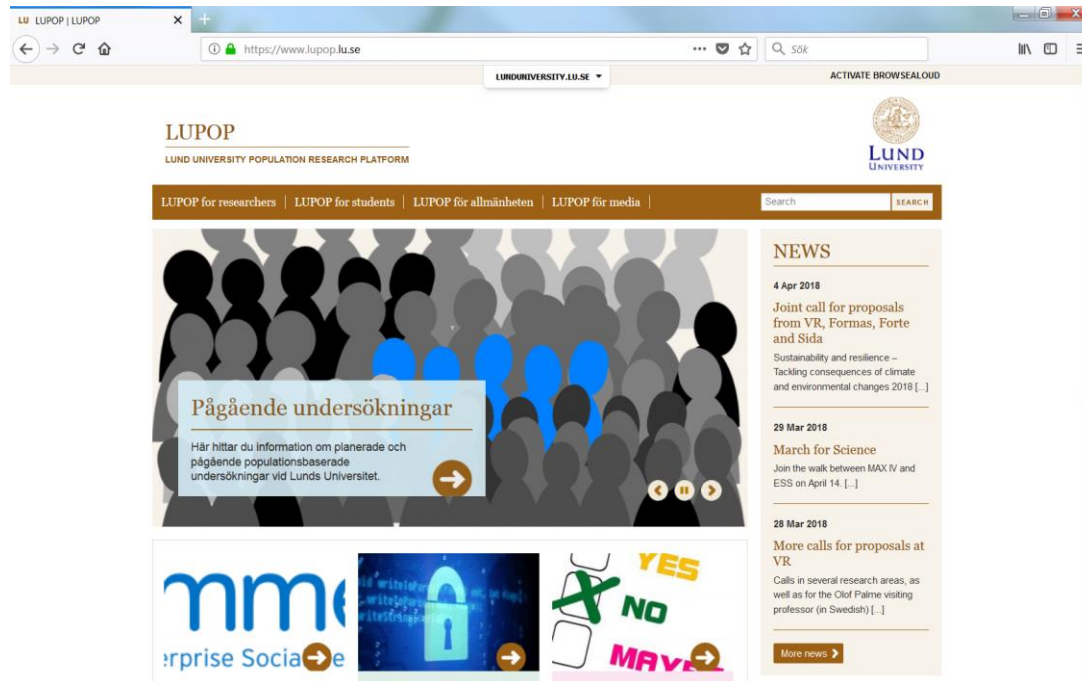 LU LUPOP | LUPOP
https://www.lupop.lu.se
Sök
LUNDUNIVERSITY.LU.SE
ACTIVATE BROWSEALOUD
LUPOP
LUND UNIVERSITY POPULATION RESEARCH PLATFORM
LUND
UNIVERSITY
LUPOP for researchers | LUPOP for students | LUPOP för allmänheten | LUPOP för media |
Search
SEARCH
Pågående undersökningar
Här hittar du information om planerade och
pågående populationsbaserade
undersökningar vid Lunds Universitet.
NEWS
4 Apr 2018
Joint call for proposals
from VR, Formas, Forte
and Sida
Sustainability and resilience –
Tackling consequences of climate
and environmental changes 2018 [...]
29 Mar 2018
March for Science
Join the walk between MAX IV and
ESS on April 14. [...]
28 Mar 2018
More calls for proposals at
VR
Calls in several research areas, as
well as for the Olof Palme visiting
professor (in Swedish) [...]
More news
mme
erprise Socia
YES
NO